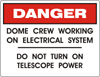 DANGER
DOME CREW WORKING
ON ELECTRICAL SYSTEM
DO NOT TURN ON
TELESCOPE POWER